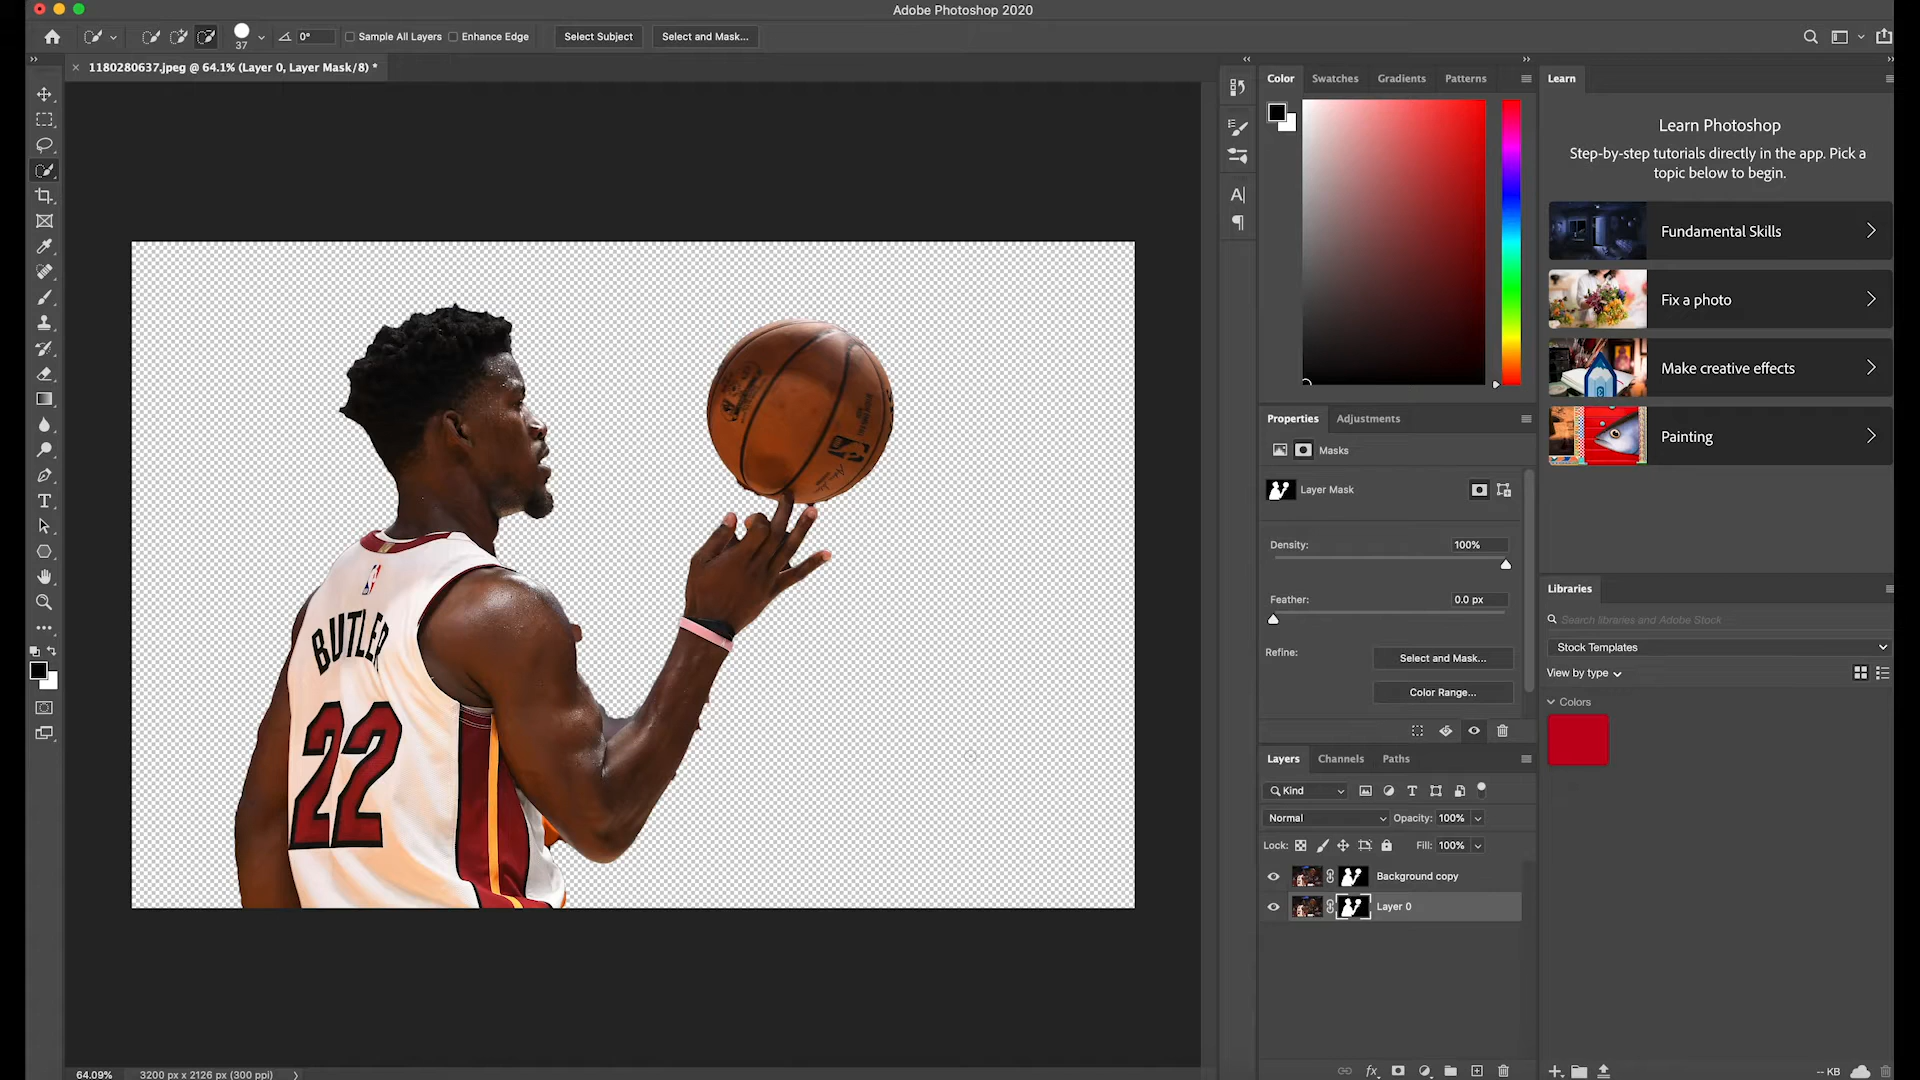 Adobe Photoshop 2020
37
0°
Sample All Layers
Enhance Edge
Select Subject
Select and Mask...
1180280637.jpeg @ 64.1% (Layer 0, Layer Mask/8) *
BUTLER
22
64.09%
3200 px x 2126 px (300 ppi)
Color
Swatches
Gradients
Patterns
Properties
Adjustments
Masks
Layer Mask
Density:
100%
Feather:
0.0 px
Refine:
Select and Mask...
Color Range...
Layers
Channels
Paths
Kind
Normal
Opacity: 100%
Lock:
Fill: 100%
Background copy
Layer 0
Learn
Learn Photoshop
Step-by-step tutorials directly in the app. Pick a
topic below to begin.
Fundamental Skills
Fix a photo
Make creative effects
Painting
Libraries
Search libraries and Adobe Stock
Stock Templates
View by type
Colors
-- KB